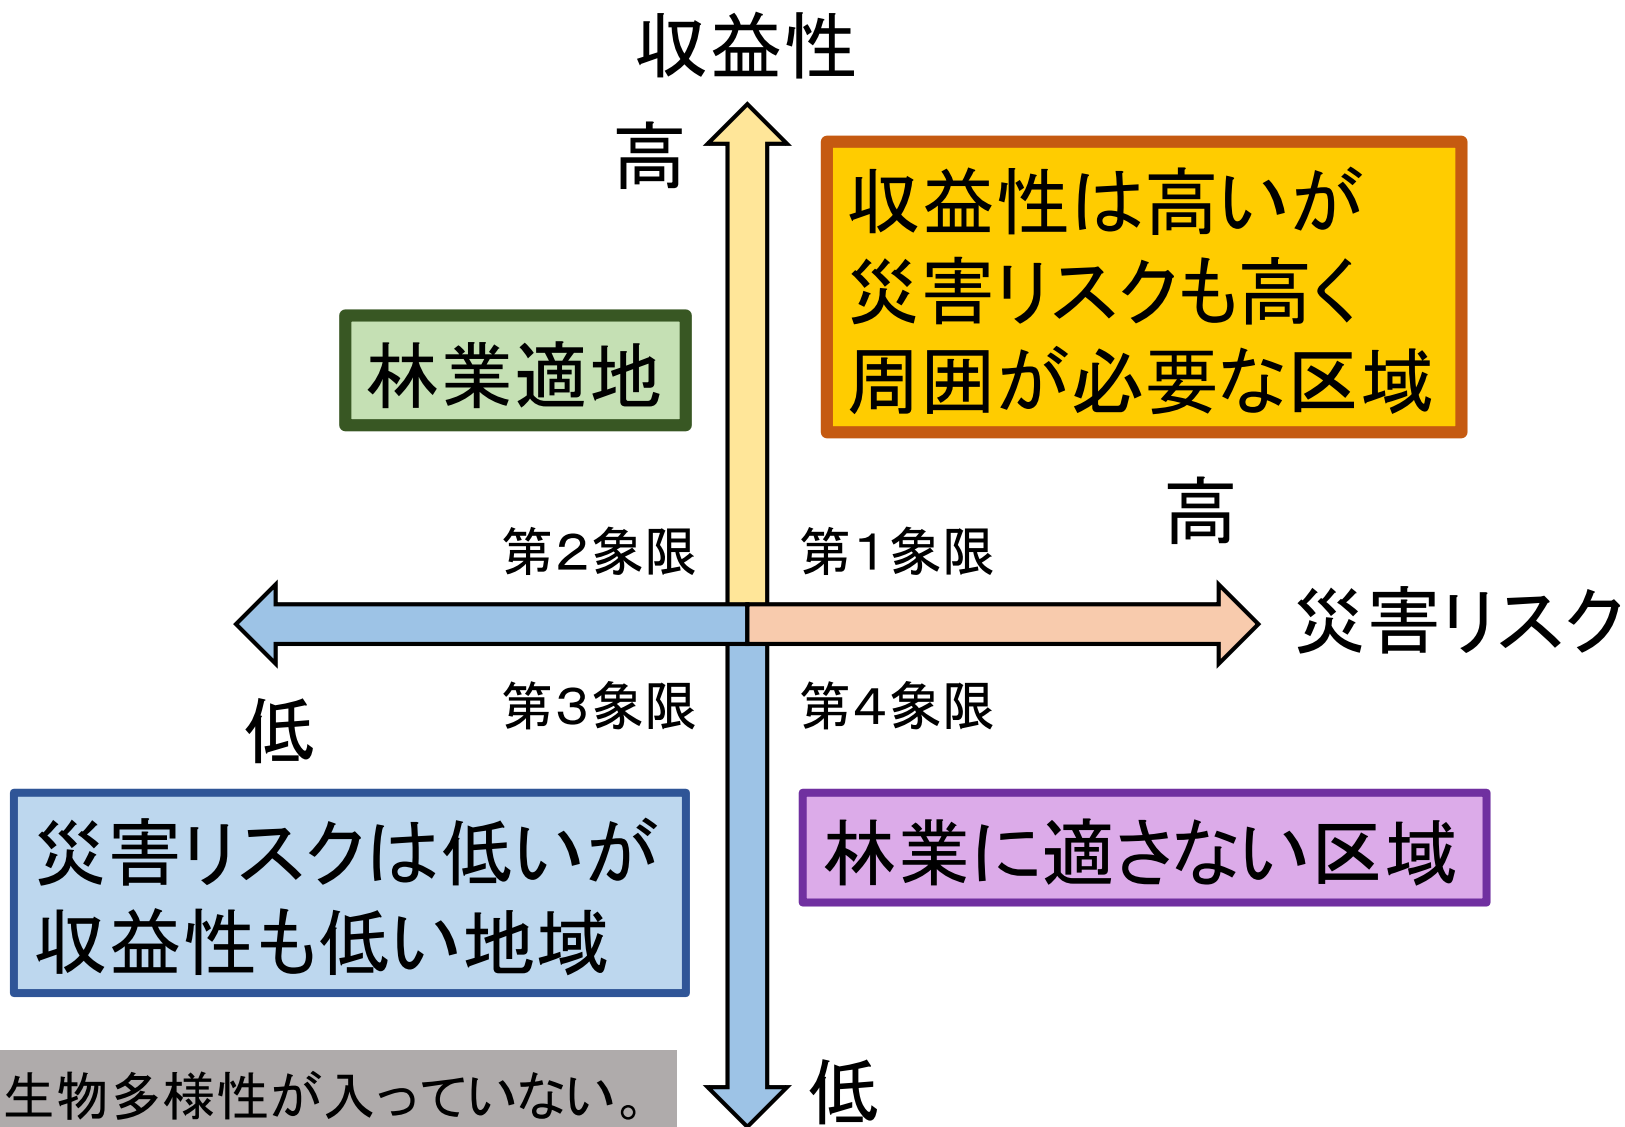 収益性
高
収益性は高いが
災害リスクも高く
周囲が必要な区域
林業適地
高
第2象限
第1象限
災害リスク
第3象限
第4象限
低
災害リスクは低いが
収益性も低い地域
林業に適さない区域
生物多様性が入っていない。
低